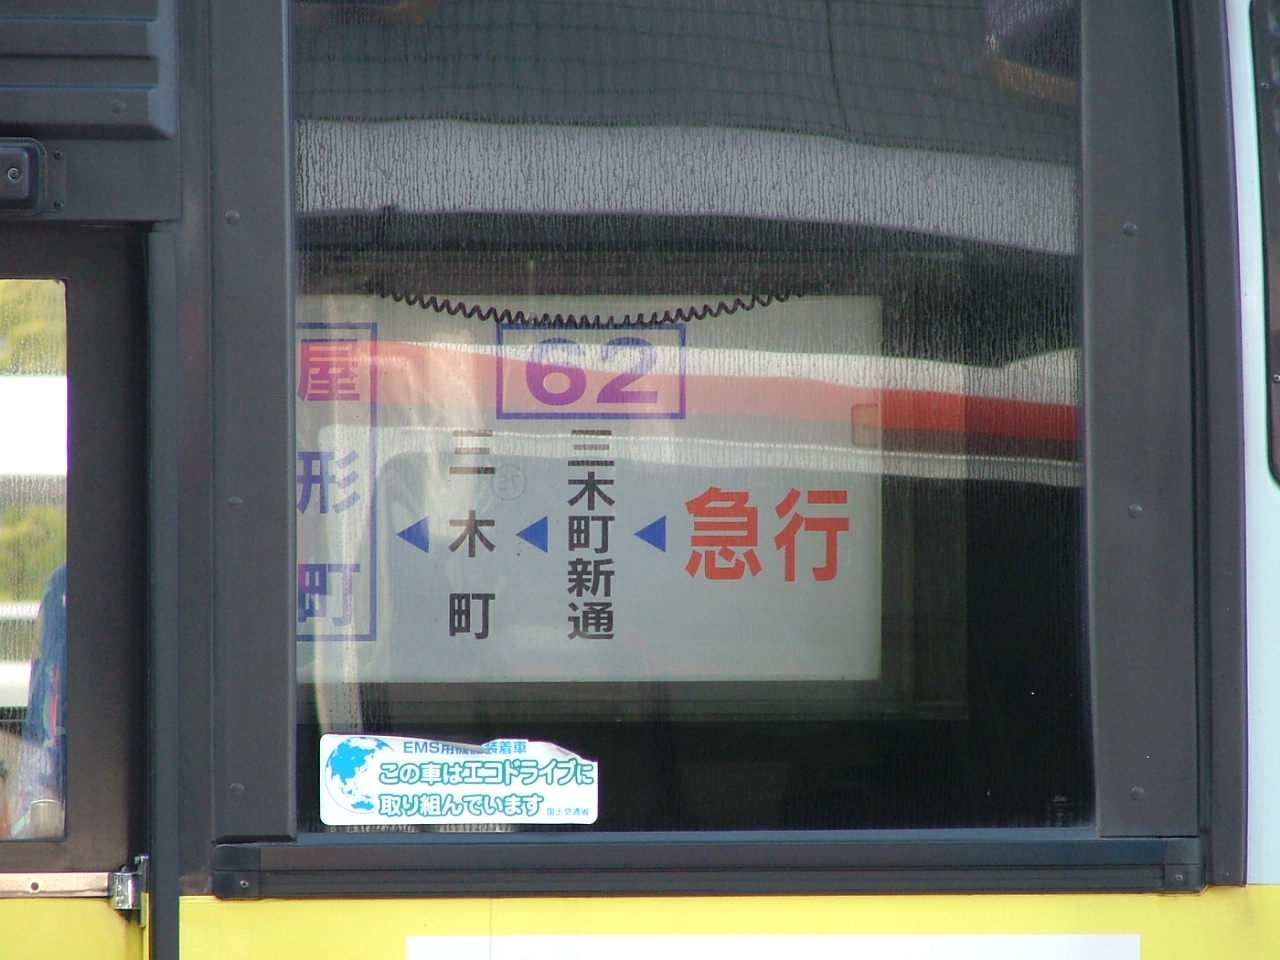 62
急行
三木町新通
三木町
屋形町
EMS用機器装着車
この車はエコドライブに
取り組んでいます
国土交通省